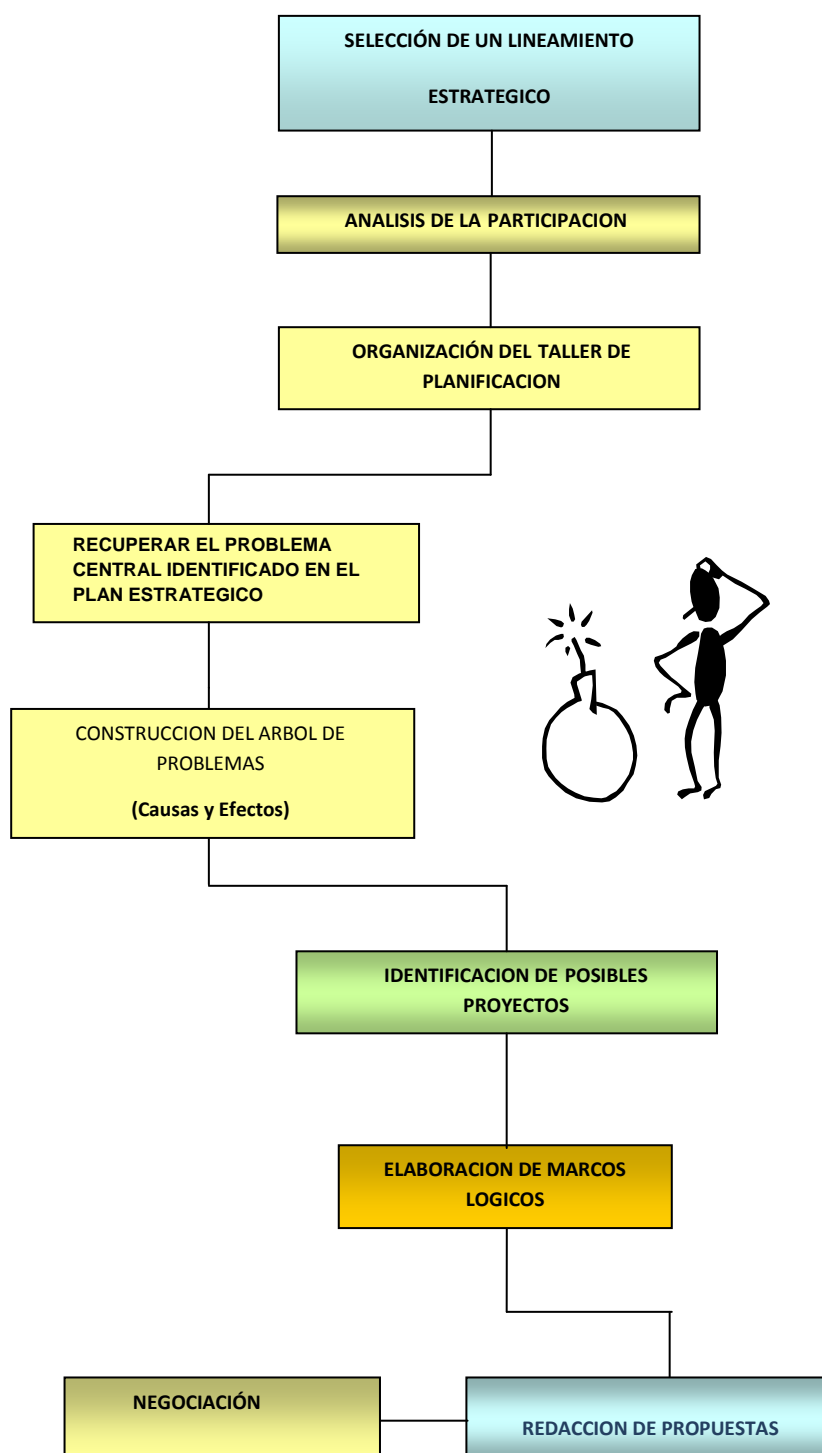 SELECCIÓN DE UN LINEAMIENTO
ESTRATEGICO
ANALISIS DE LA PARTICIPACION
ORGANIZACIÓN DEL TALLER DE
PLANIFICACION
RECUPERAR EL PROBLEMA
CENTRAL IDENTIFICADO EN EL
PLAN ESTRATEGICO
CONSTRUCCION DEL ARBOL DE
PROBLEMAS
(Causas y Efectos)
IDENTIFICACION DE POSIBLES
PROYECTOS
ELABORACION DE MARCOS
LOGICOS
NEGOCIACIÓN
REDACCION DE PROPUESTAS